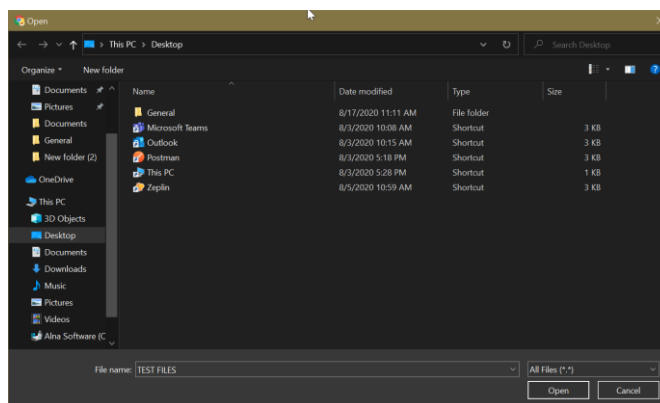 Open
This PC > Desktop
Search Desktop
Organize
New folder
Name Date modified Type Size
General 8/17/2020 11:11 AM File folder
Microsoft Teams 8/3/2020 10:08 AM Shortcut 3 KB
Outlook 8/3/2020 10:15 AM Shortcut 3 KB
Postman 8/3/2020 5:18 PM Shortcut 3 KB
This PC 8/3/2020 5:28 PM Shortcut 1 KB
Zeplin 8/5/2020 10:59 AM Shortcut 3 KB
Documents
Pictures
Documents
General
New folder (2)
OneDrive
This PC
3D Objects
Desktop
Documents
Downloads
Music
Pictures
Videos
Alna Software (C
File name: TEST FILES
All Files (*.*)
Open Cancel